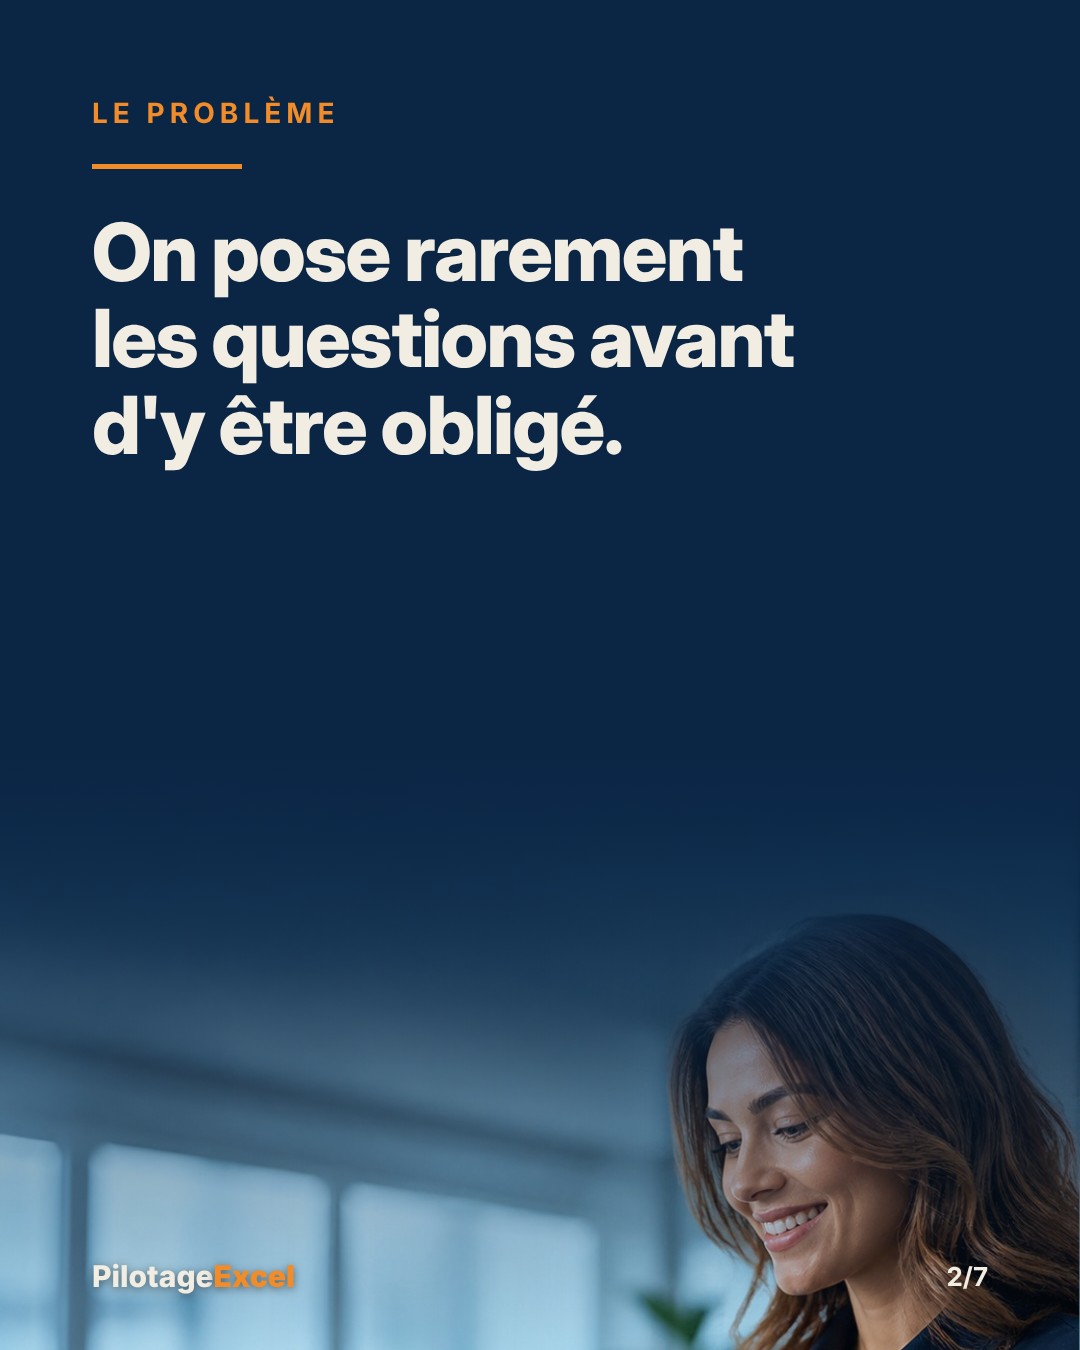 LE PROBLÈME
On pose rarement
les questions avant
d'y être obligé.
PilotageExcel
2/7